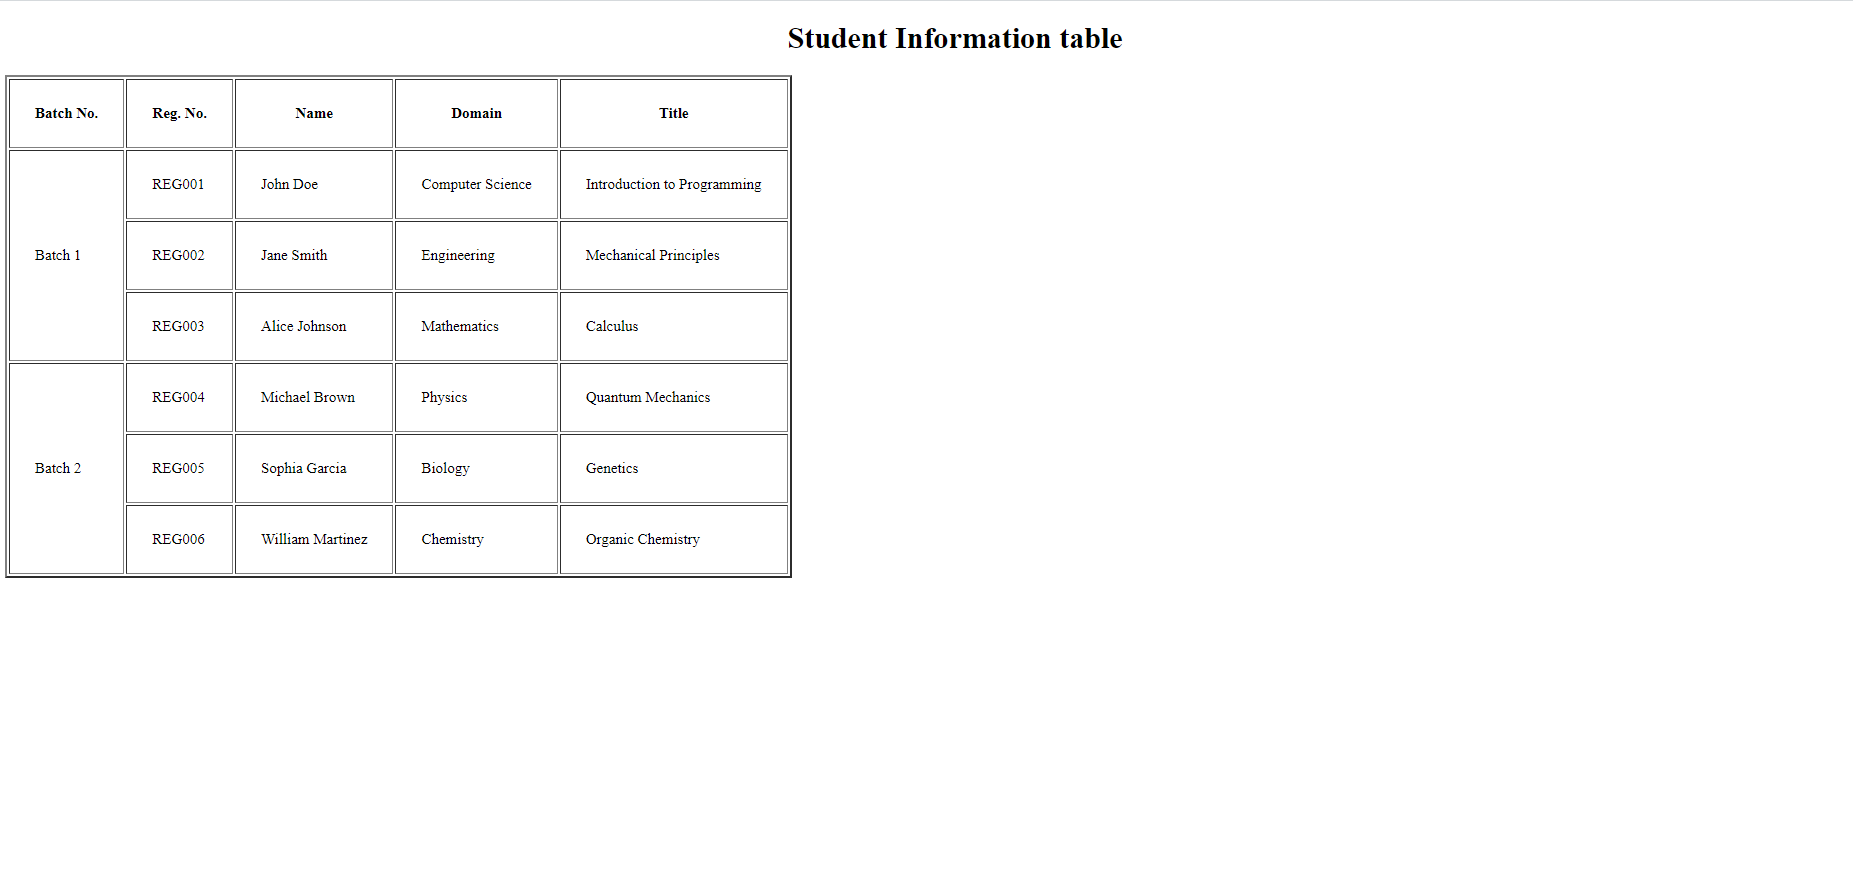 Student Information table
Batch No. Reg. No. Name Domain Title
REG001 John Doe Computer Science Introduction to Programming
Batch 1 REG002 Jane Smith Engineering Mechanical Principles
REG003 Alice Johnson Mathematics Calculus
REG004 Michael Brown Physics Quantum Mechanics
Batch 2 REG005 Sophia Garcia Biology Genetics
REG006 William Martinez Chemistry Organic Chemistry